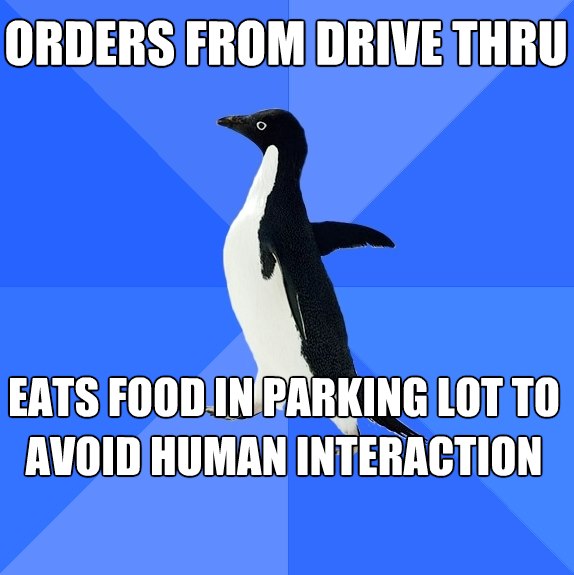 ORDERS FROM DRIVE THRU
EATS FOOD IN PARKING LOT TO
AVOID HUMAN INTERACTION